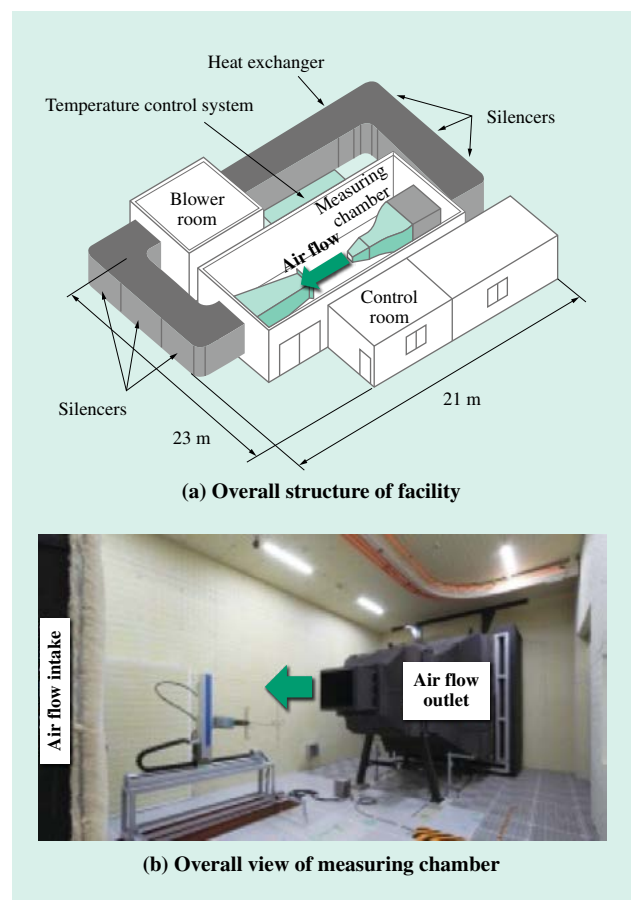 Heat exchanger
Temperature control system
Silencers
Blower
room
Measuring
chamber
Air flow
Control
room
Silencers
23 m
21 m
(a) Overall structure of facility
Air flow intake
Air flow
outlet
(b) Overall view of measuring chamber